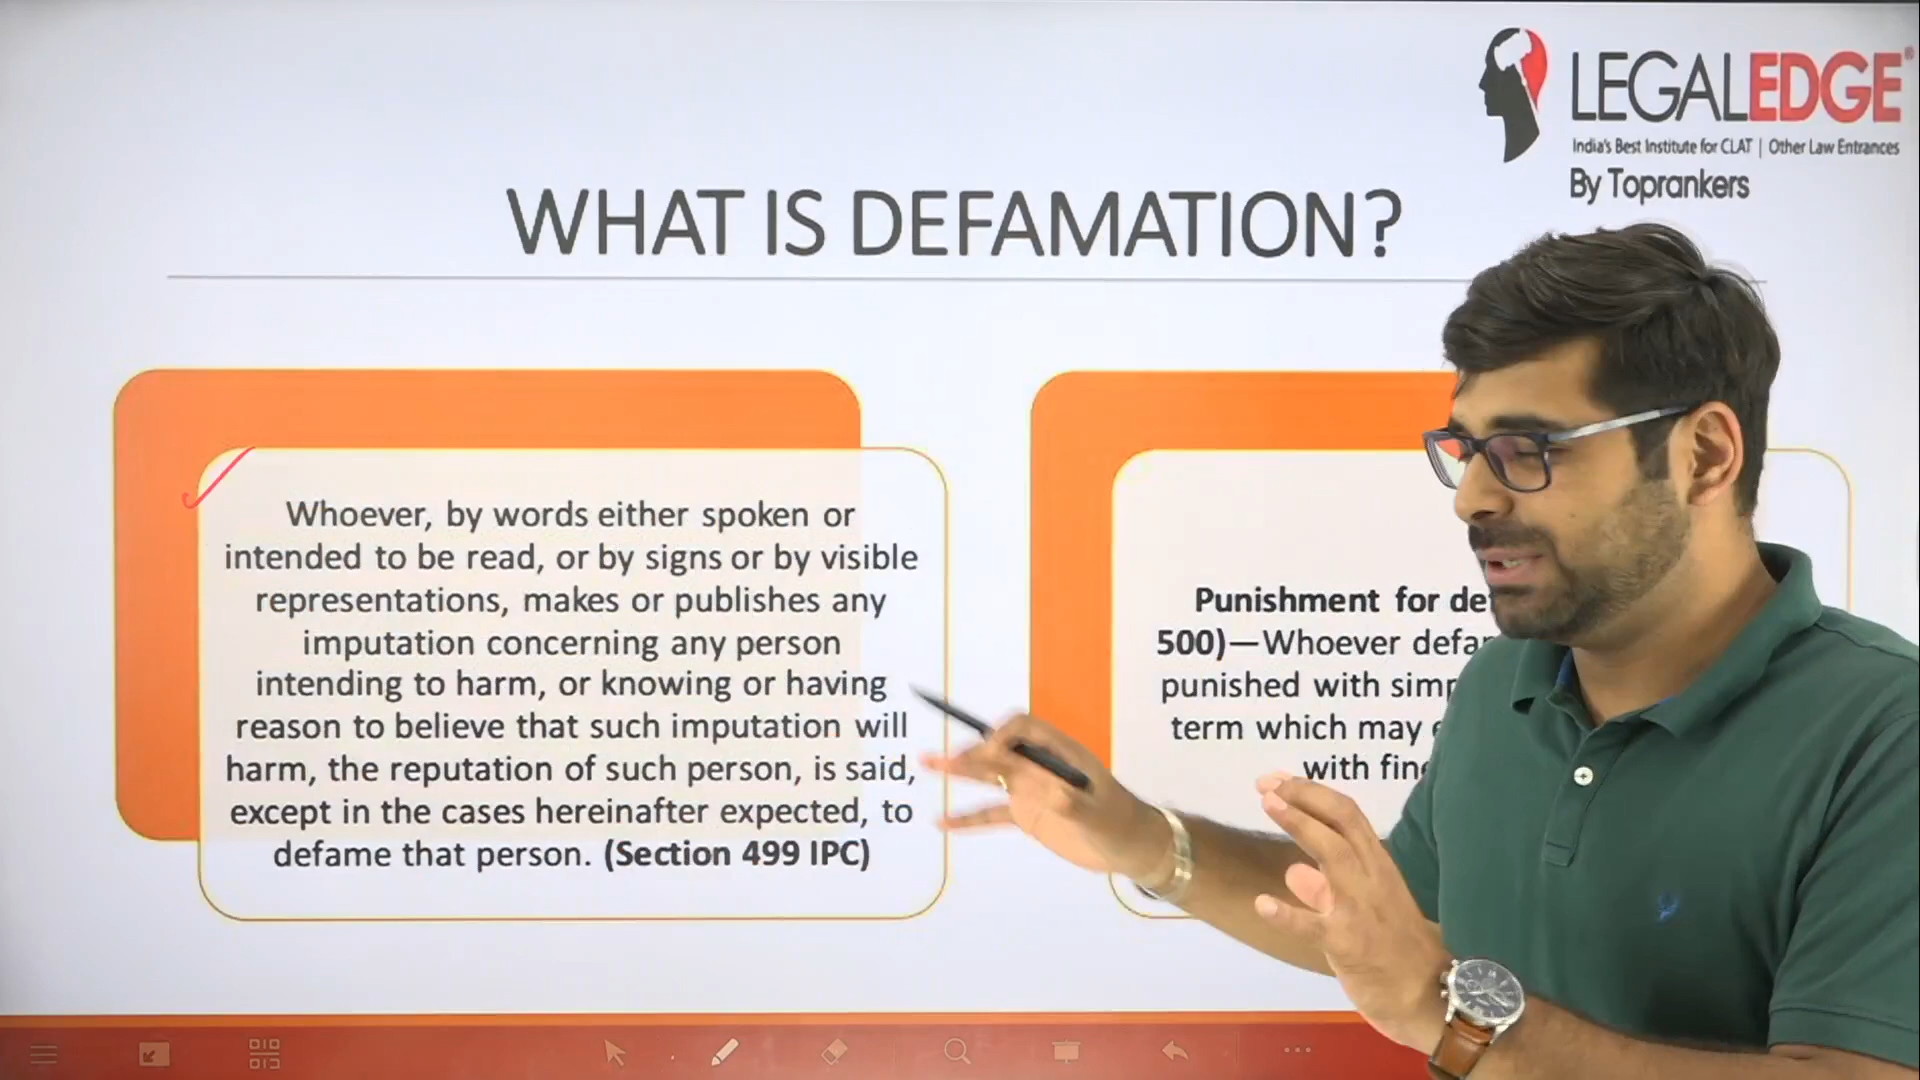 LEGALEDGE®
India's Best Institute for CLAT | Other Law Entrances
By Toprankers
WHAT IS DEFAMATION?
Whoever, by words either spoken or
intended to be read, or by signs or by visible
representations, makes or publishes any
imputation concerning any person
intending to harm, or knowing or having
reason to believe that such imputation will
harm, the reputation of such person, is said,
except in the cases hereinafter expected, to
defame that person. (Section 499 IPC)
Punishment for
500)—Whoever
punished with
term which may
with